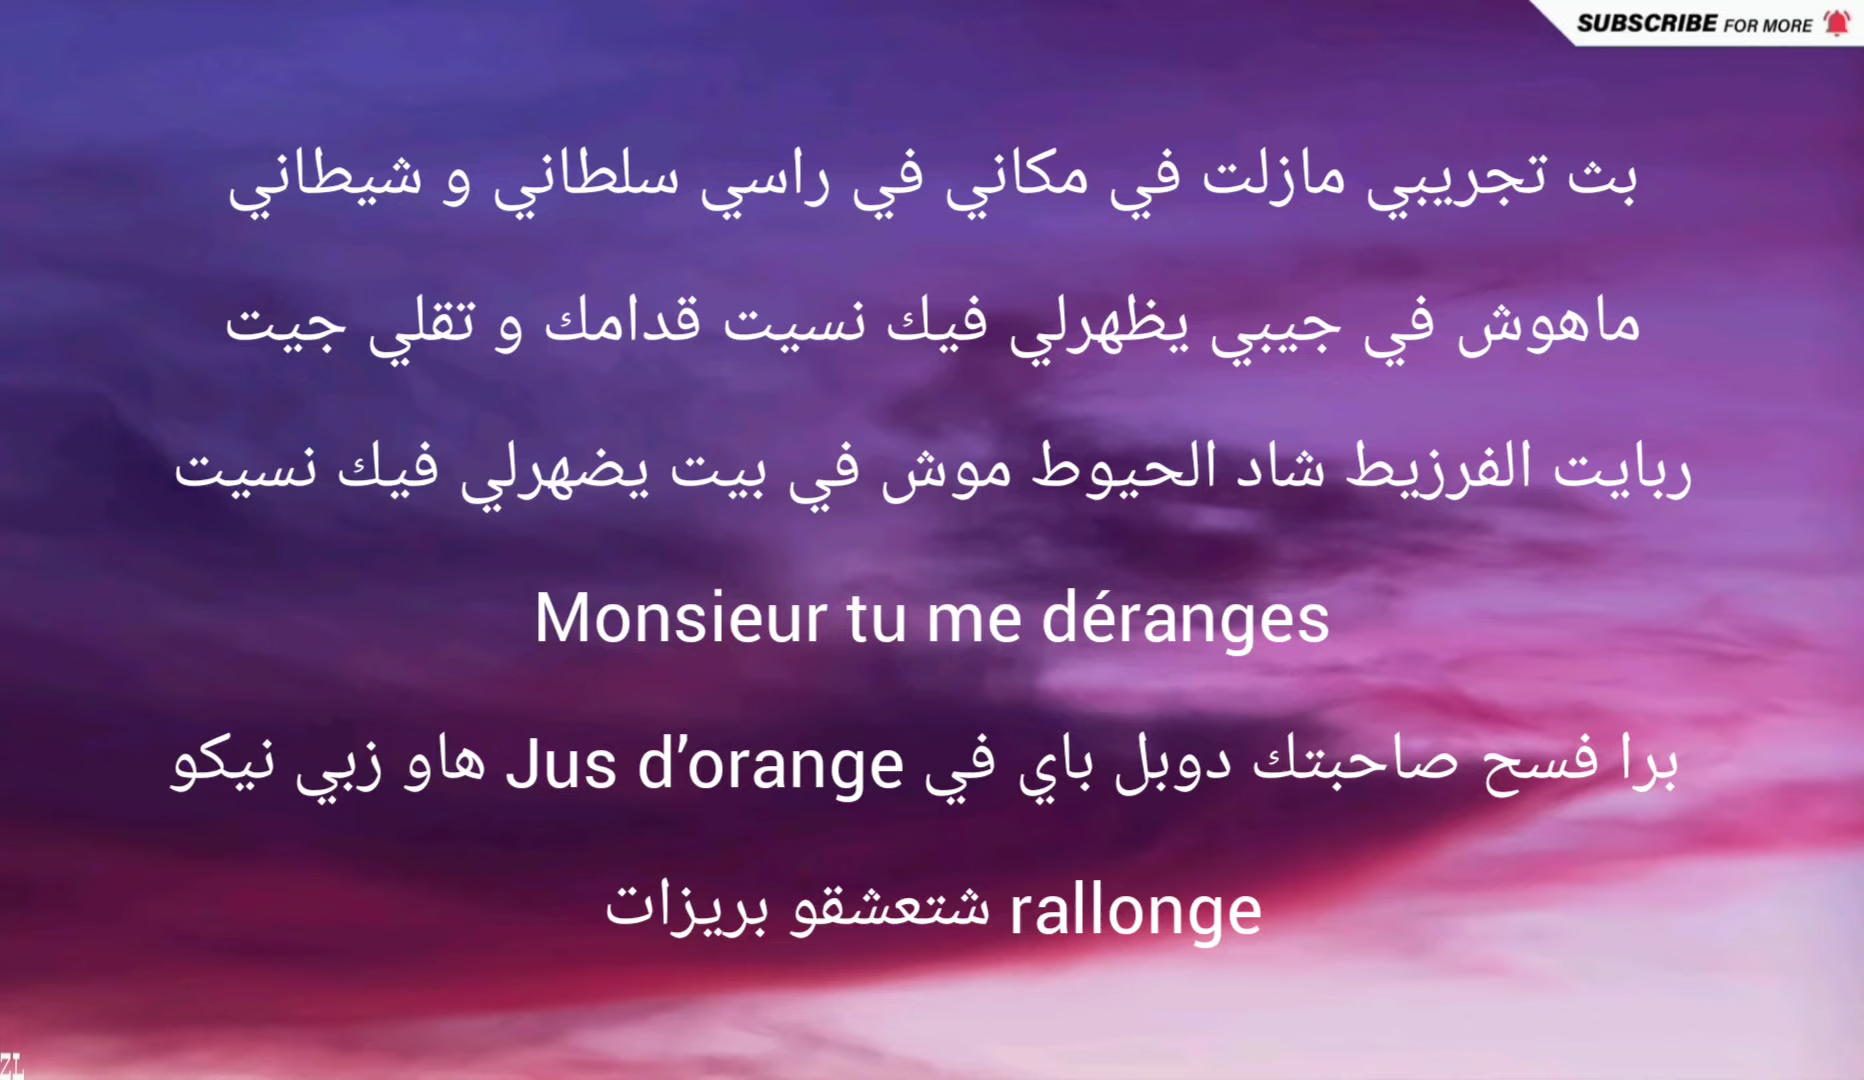 SUBSCRIBE FOR MORE
بث تجريبي مازلت في مكاني في راسي سلطاني و شيطاني
ماهوش في جيبي يظهرلي فيك نسيت قدامك و تقلي جيت
ربايت الفرزيط شاد الحيوط موش في بيت يضهرلي فيك نسيت
Monsieur tu me déranges
برا فسح صاحبتك دوبل باي في Jus d’orange هاو زبي نيكو
rallonge شتعشقو بريزات
ZL